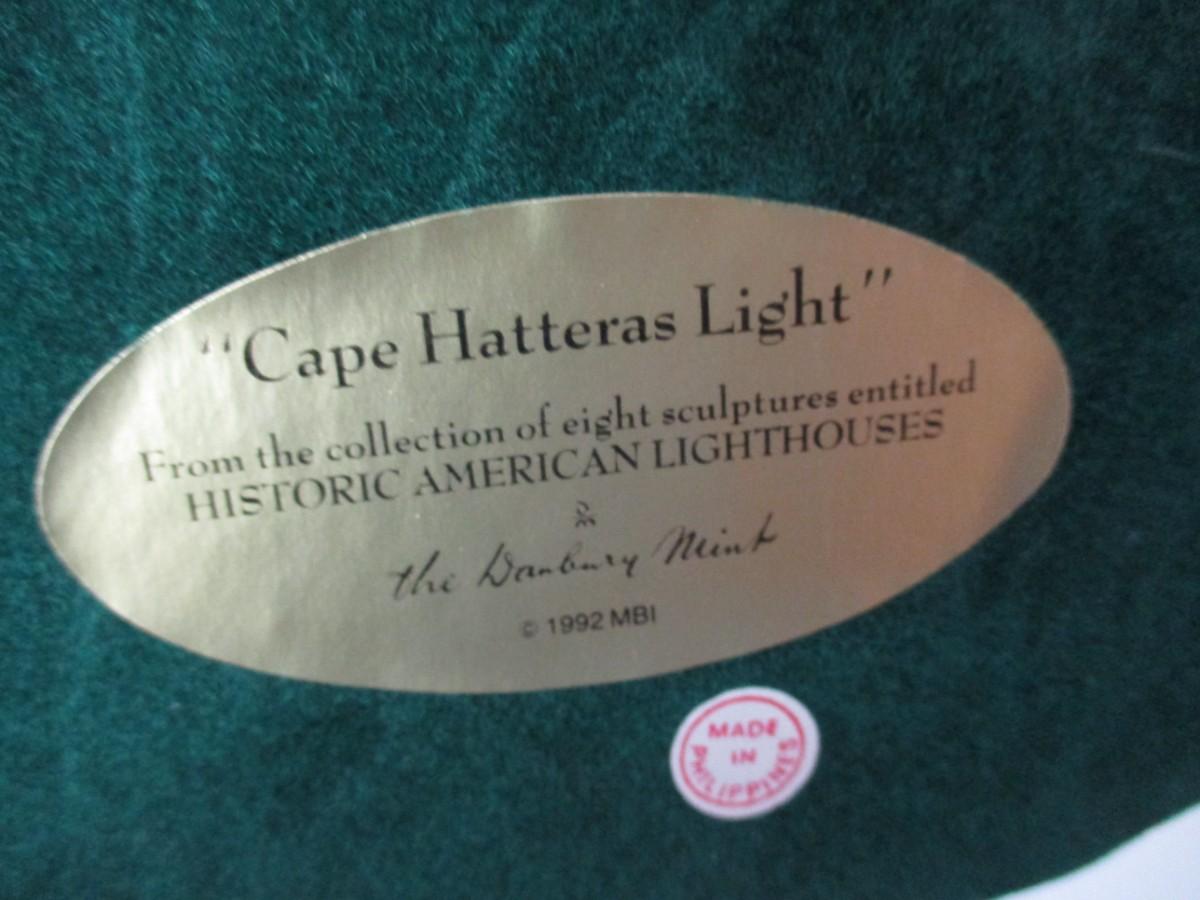 “Cape Hatteras Light”
From the collection of eight sculptures entitled
HISTORIC AMERICAN LIGHTHOUSES
the Danbury Mint
© 1992 MBI
MADE
IN
PHILIPPINES